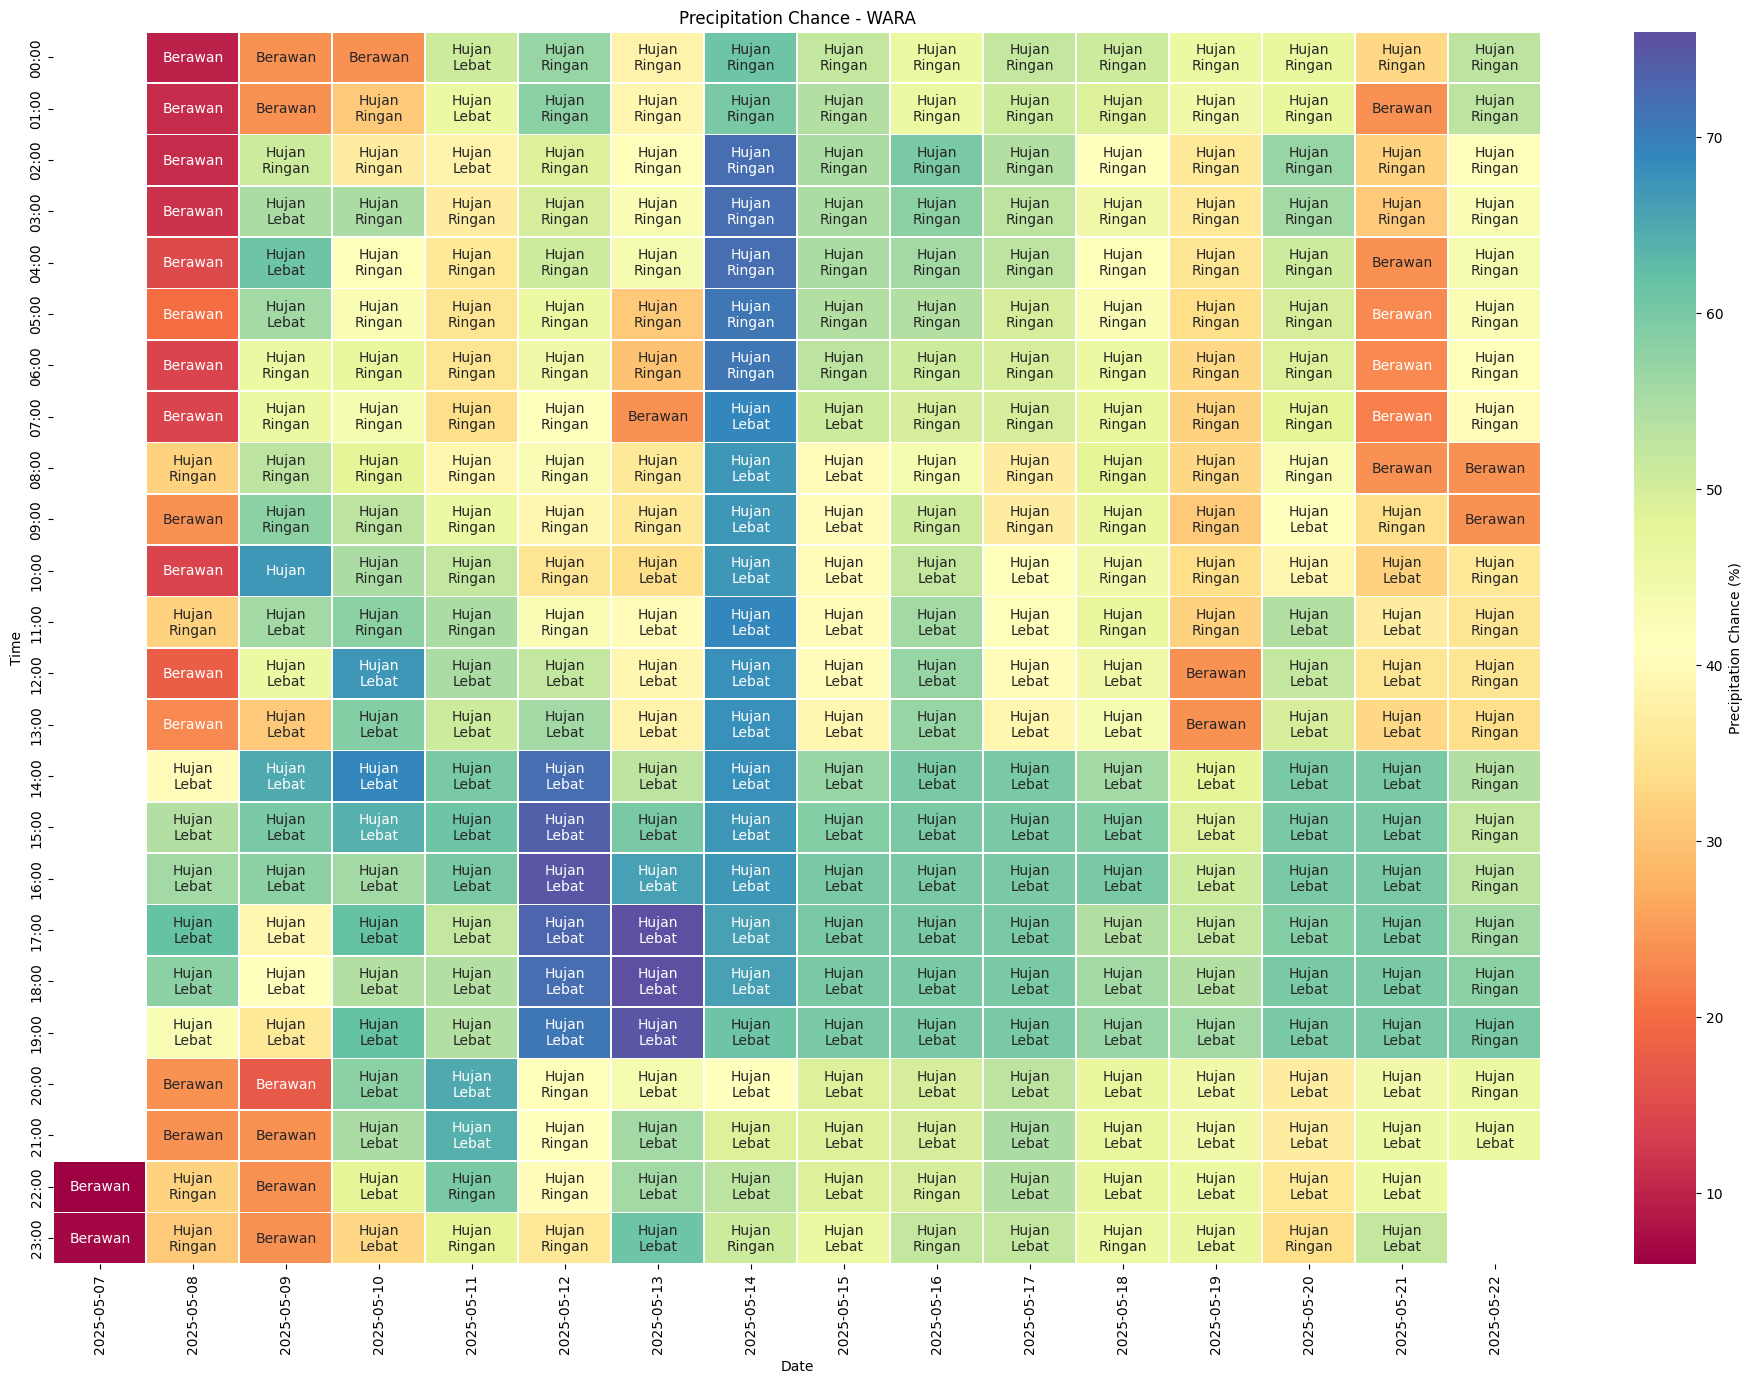 Precipitation Chance - WARA
00:00 Berawan Berawan Berawan Hujan Lebat Hujan Ringan Hujan Ringan Hujan Ringan Hujan Ringan Hujan Ringan Hujan Ringan Hujan Ringan Hujan Ringan Hujan Ringan Hujan Ringan Hujan Ringan
01:00 Berawan Berawan Hujan Ringan Hujan Lebat Hujan Ringan Hujan Ringan Hujan Ringan Hujan Ringan Hujan Ringan Hujan Ringan Hujan Ringan Hujan Ringan Hujan Ringan Berawan Hujan Ringan
02:00 Berawan Hujan Ringan Hujan Ringan Hujan Lebat Hujan Ringan Hujan Ringan Hujan Ringan Hujan Ringan Hujan Ringan Hujan Ringan Hujan Ringan Hujan Ringan Hujan Ringan Hujan Ringan Hujan Ringan
03:00 Berawan Hujan Lebat Hujan Ringan Hujan Ringan Hujan Ringan Hujan Ringan Hujan Ringan Hujan Ringan Hujan Ringan Hujan Ringan Hujan Ringan Hujan Ringan Hujan Ringan Hujan Ringan Hujan Ringan
04:00 Berawan Hujan Lebat Hujan Ringan Hujan Ringan Hujan Ringan Hujan Ringan Hujan Ringan Hujan Ringan Hujan Ringan Hujan Ringan Hujan Ringan Hujan Ringan Hujan Ringan Berawan Hujan Ringan
05:00 Berawan Hujan Lebat Hujan Ringan Hujan Ringan Hujan Ringan Hujan Ringan Hujan Ringan Hujan Ringan Hujan Ringan Hujan Ringan Hujan Ringan Hujan Ringan Hujan Ringan Berawan Hujan Ringan
06:00 Berawan Hujan Ringan Hujan Ringan Hujan Ringan Hujan Ringan Hujan Ringan Hujan Ringan Hujan Ringan Hujan Ringan Hujan Ringan Hujan Ringan Hujan Ringan Hujan Ringan Berawan Hujan Ringan
07:00 Berawan Hujan Ringan Hujan Ringan Hujan Ringan Hujan Ringan Berawan Hujan Lebat Hujan Lebat Hujan Ringan Hujan Ringan Hujan Ringan Hujan Ringan Hujan Ringan Berawan Hujan Ringan
08:00 Hujan Ringan Hujan Ringan Hujan Ringan Hujan Ringan Hujan Ringan Hujan Ringan Hujan Lebat Hujan Lebat Hujan Ringan Hujan Ringan Hujan Ringan Hujan Ringan Hujan Ringan Berawan Berawan
09:00 Berawan Hujan Ringan Hujan Ringan Hujan Ringan Hujan Ringan Hujan Ringan Hujan Lebat Hujan Lebat Hujan Ringan Hujan Ringan Hujan Ringan Hujan Ringan Hujan Lebat Hujan Ringan Berawan
10:00 Berawan Hujan Hujan Ringan Hujan Ringan Hujan Ringan Hujan Lebat Hujan Lebat Hujan Lebat Hujan Lebat Hujan Lebat Hujan Ringan Hujan Ringan Hujan Lebat Hujan Lebat Hujan Ringan
11:00 Hujan Ringan Hujan Lebat Hujan Ringan Hujan Ringan Hujan Ringan Hujan Lebat Hujan Lebat Hujan Lebat Hujan Lebat Hujan Lebat Hujan Ringan Hujan Ringan Hujan Lebat Hujan Lebat Hujan Ringan
12:00 Berawan Hujan Lebat Hujan Lebat Hujan Lebat Hujan Lebat Hujan Lebat Hujan Lebat Hujan Lebat Hujan Lebat Hujan Lebat Hujan Lebat Berawan Hujan Lebat Hujan Lebat Hujan Ringan
13:00 Berawan Hujan Lebat Hujan Lebat Hujan Lebat Hujan Lebat Hujan Lebat Hujan Lebat Hujan Lebat Hujan Lebat Hujan Lebat Hujan Lebat Berawan Hujan Lebat Hujan Lebat Hujan Ringan
14:00 Hujan Lebat Hujan Lebat Hujan Lebat Hujan Lebat Hujan Lebat Hujan Lebat Hujan Lebat Hujan Lebat Hujan Lebat Hujan Lebat Hujan Lebat Hujan Lebat Hujan Lebat Hujan Lebat Hujan Ringan
15:00 Hujan Lebat Hujan Lebat Hujan Lebat Hujan Lebat Hujan Lebat Hujan Lebat Hujan Lebat Hujan Lebat Hujan Lebat Hujan Lebat Hujan Lebat Hujan Lebat Hujan Lebat Hujan Lebat Hujan Ringan
16:00 Hujan Lebat Hujan Lebat Hujan Lebat Hujan Lebat Hujan Lebat Hujan Lebat Hujan Lebat Hujan Lebat Hujan Lebat Hujan Lebat Hujan Lebat Hujan Lebat Hujan Lebat Hujan Lebat Hujan Ringan
17:00 Hujan Lebat Hujan Lebat Hujan Lebat Hujan Lebat Hujan Lebat Hujan Lebat Hujan Lebat Hujan Lebat Hujan Lebat Hujan Lebat Hujan Lebat Hujan Lebat Hujan Lebat Hujan Lebat Hujan Ringan
18:00 Hujan Lebat Hujan Lebat Hujan Lebat Hujan Lebat Hujan Lebat Hujan Lebat Hujan Lebat Hujan Lebat Hujan Lebat Hujan Lebat Hujan Lebat Hujan Lebat Hujan Lebat Hujan Lebat Hujan Ringan
19:00 Hujan Lebat Hujan Lebat Hujan Lebat Hujan Lebat Hujan Lebat Hujan Lebat Hujan Lebat Hujan Lebat Hujan Lebat Hujan Lebat Hujan Lebat Hujan Lebat Hujan Lebat Hujan Lebat Hujan Ringan
20:00 Berawan Berawan Hujan Lebat Hujan Lebat Hujan Ringan Hujan Lebat Hujan Lebat Hujan Lebat Hujan Lebat Hujan Lebat Hujan Lebat Hujan Lebat Hujan Lebat Hujan Lebat Hujan Ringan
21:00 Berawan Berawan Hujan Lebat Hujan Lebat Hujan Ringan Hujan Lebat Hujan Lebat Hujan Lebat Hujan Lebat Hujan Lebat Hujan Lebat Hujan Lebat Hujan Lebat Hujan Lebat Hujan Lebat
22:00 Berawan Hujan Ringan Berawan Hujan Lebat Hujan Ringan Hujan Ringan Hujan Lebat Hujan Lebat Hujan Lebat Hujan Ringan Hujan Lebat Hujan Lebat Hujan Lebat Hujan Lebat Hujan Lebat
23:00 Berawan Hujan Ringan Berawan Hujan Lebat Hujan Ringan Hujan Ringan Hujan Lebat Hujan Ringan Hujan Lebat Hujan Ringan Hujan Lebat Hujan Ringan Hujan Lebat Hujan Ringan Hujan Lebat
Time
2025-05-07 2025-05-08 2025-05-09 2025-05-10 2025-05-11 2025-05-12 2025-05-13 2025-05-14 2025-05-15 2025-05-16 2025-05-17 2025-05-18 2025-05-19 2025-05-20 2025-05-21 2025-05-22
Date
70
60
50
40
30
20
10
Precipitation Chance (%)